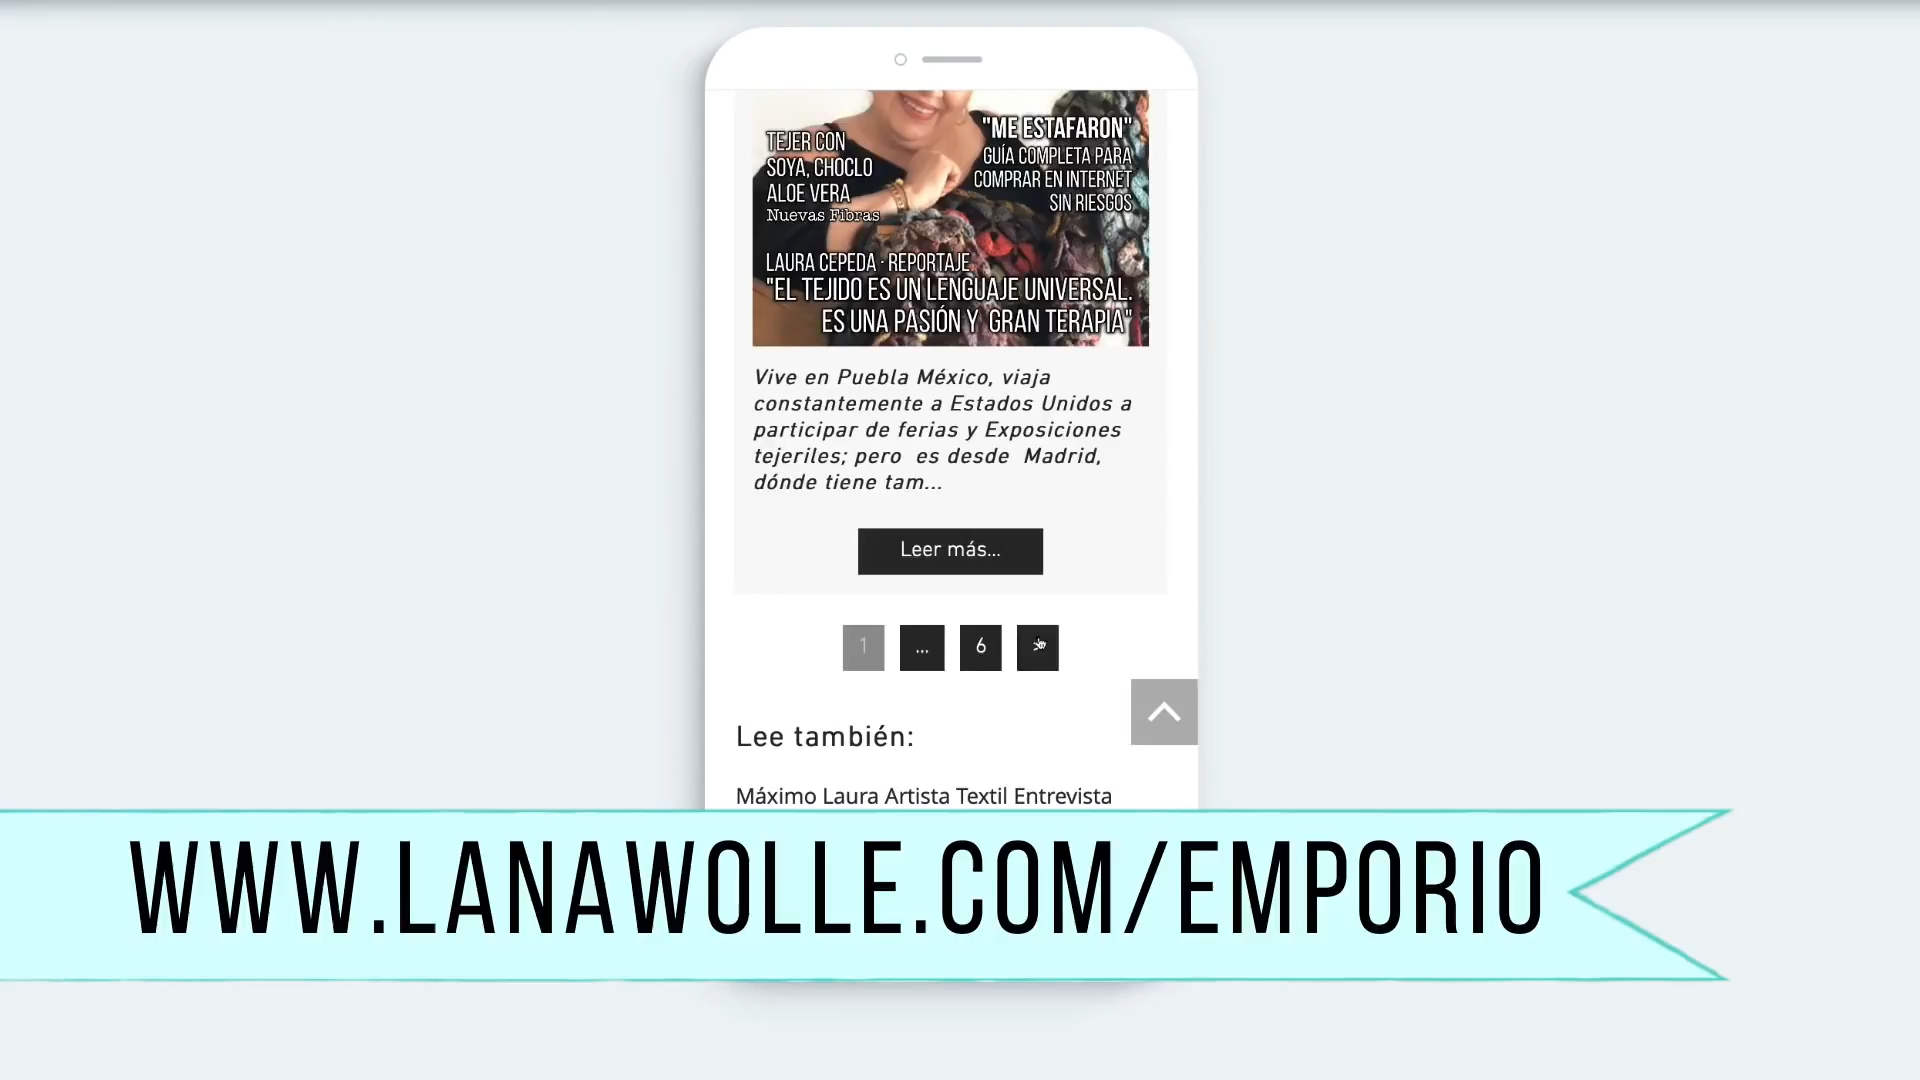 TEJER CON
SOYA, CHOCLO
ALOE VERA
Nuevas Fibras
"ME ESTAFARON"
GUÍA COMPLETA PARA
COMPRAR EN INTERNET
SIN RIESGOS
LAURA CEPEDA · REPORTAJE
"EL TEJIDO ES UN LENGUAJE UNIVERSAL.
ES UNA PASIÓN Y GRAN TERAPIA"
Vive en Puebla México, viaja
constantemente a Estados Unidos a
participar de ferias y Exposiciones
tejeriles; pero es desde Madrid,
dónde tiene tam...
Leer más...
1 ... 6
Lee también:
Máximo Laura Artista Textil Entrevista
WWW.LANAWOLLE.COM/EMPORIO